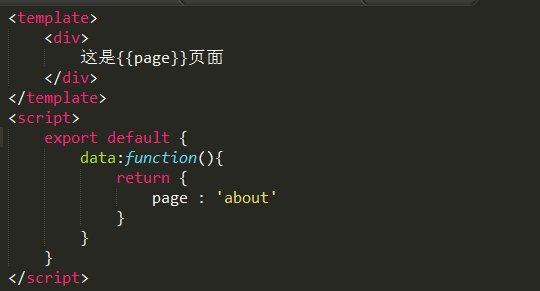 <template>
    <div>
        这是{{page}}页面
    </div>
</template>
<script>
    export default {
        data:function(){
            return {
                page : 'about'
            }
        }
    }
</script>